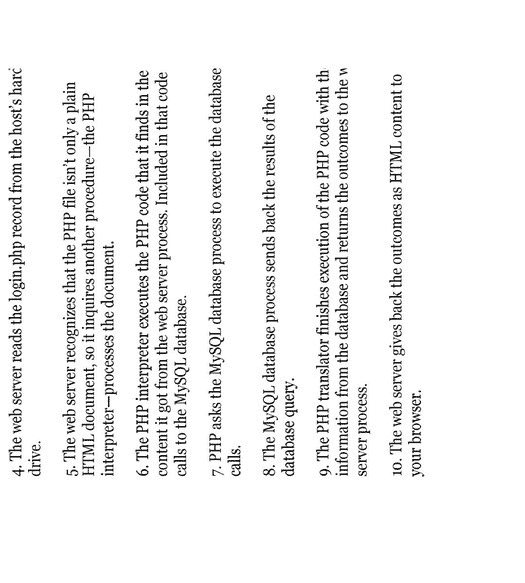 4. The web server reads the login.php record from the host's hard
drive.
5. The web server recognizes that the PHP file isn't only a plain
HTML document, so it inquires another procedure—the PHP
interpreter—processes the document.
6. The PHP interpreter executes the PHP code that it finds in the
content it got from the web server process. Included in that code
calls to the MySQL database.
7. PHP asks the MySQL database process to execute the database
calls.
8. The MySQL database process sends back the results of the
database query.
9. The PHP translator finishes execution of the PHP code with th
information from the database and returns the outcomes to the
server process.
10. The web server gives back the outcomes as HTML content to
your browser.